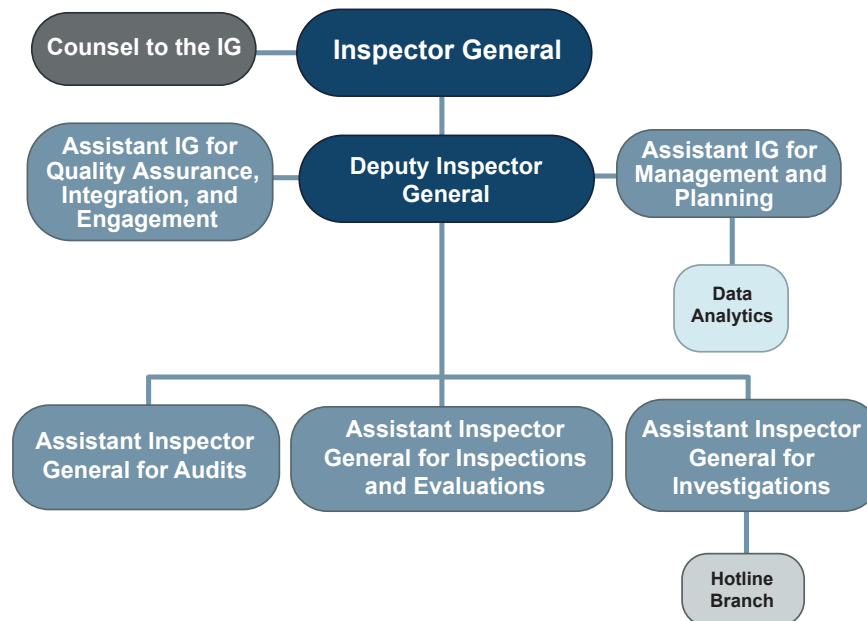 Counsel to the IG
Inspector General
Assistant IG for
Quality Assurance,
Integration, and
Engagement
Deputy Inspector
General
Assistant IG for
Management and
Planning
Data
Analytics
Assistant Inspector
General for Audits
Assistant Inspector
General for Inspections
and Evaluations
Assistant Inspector
General for
Investigations
Hotline
Branch